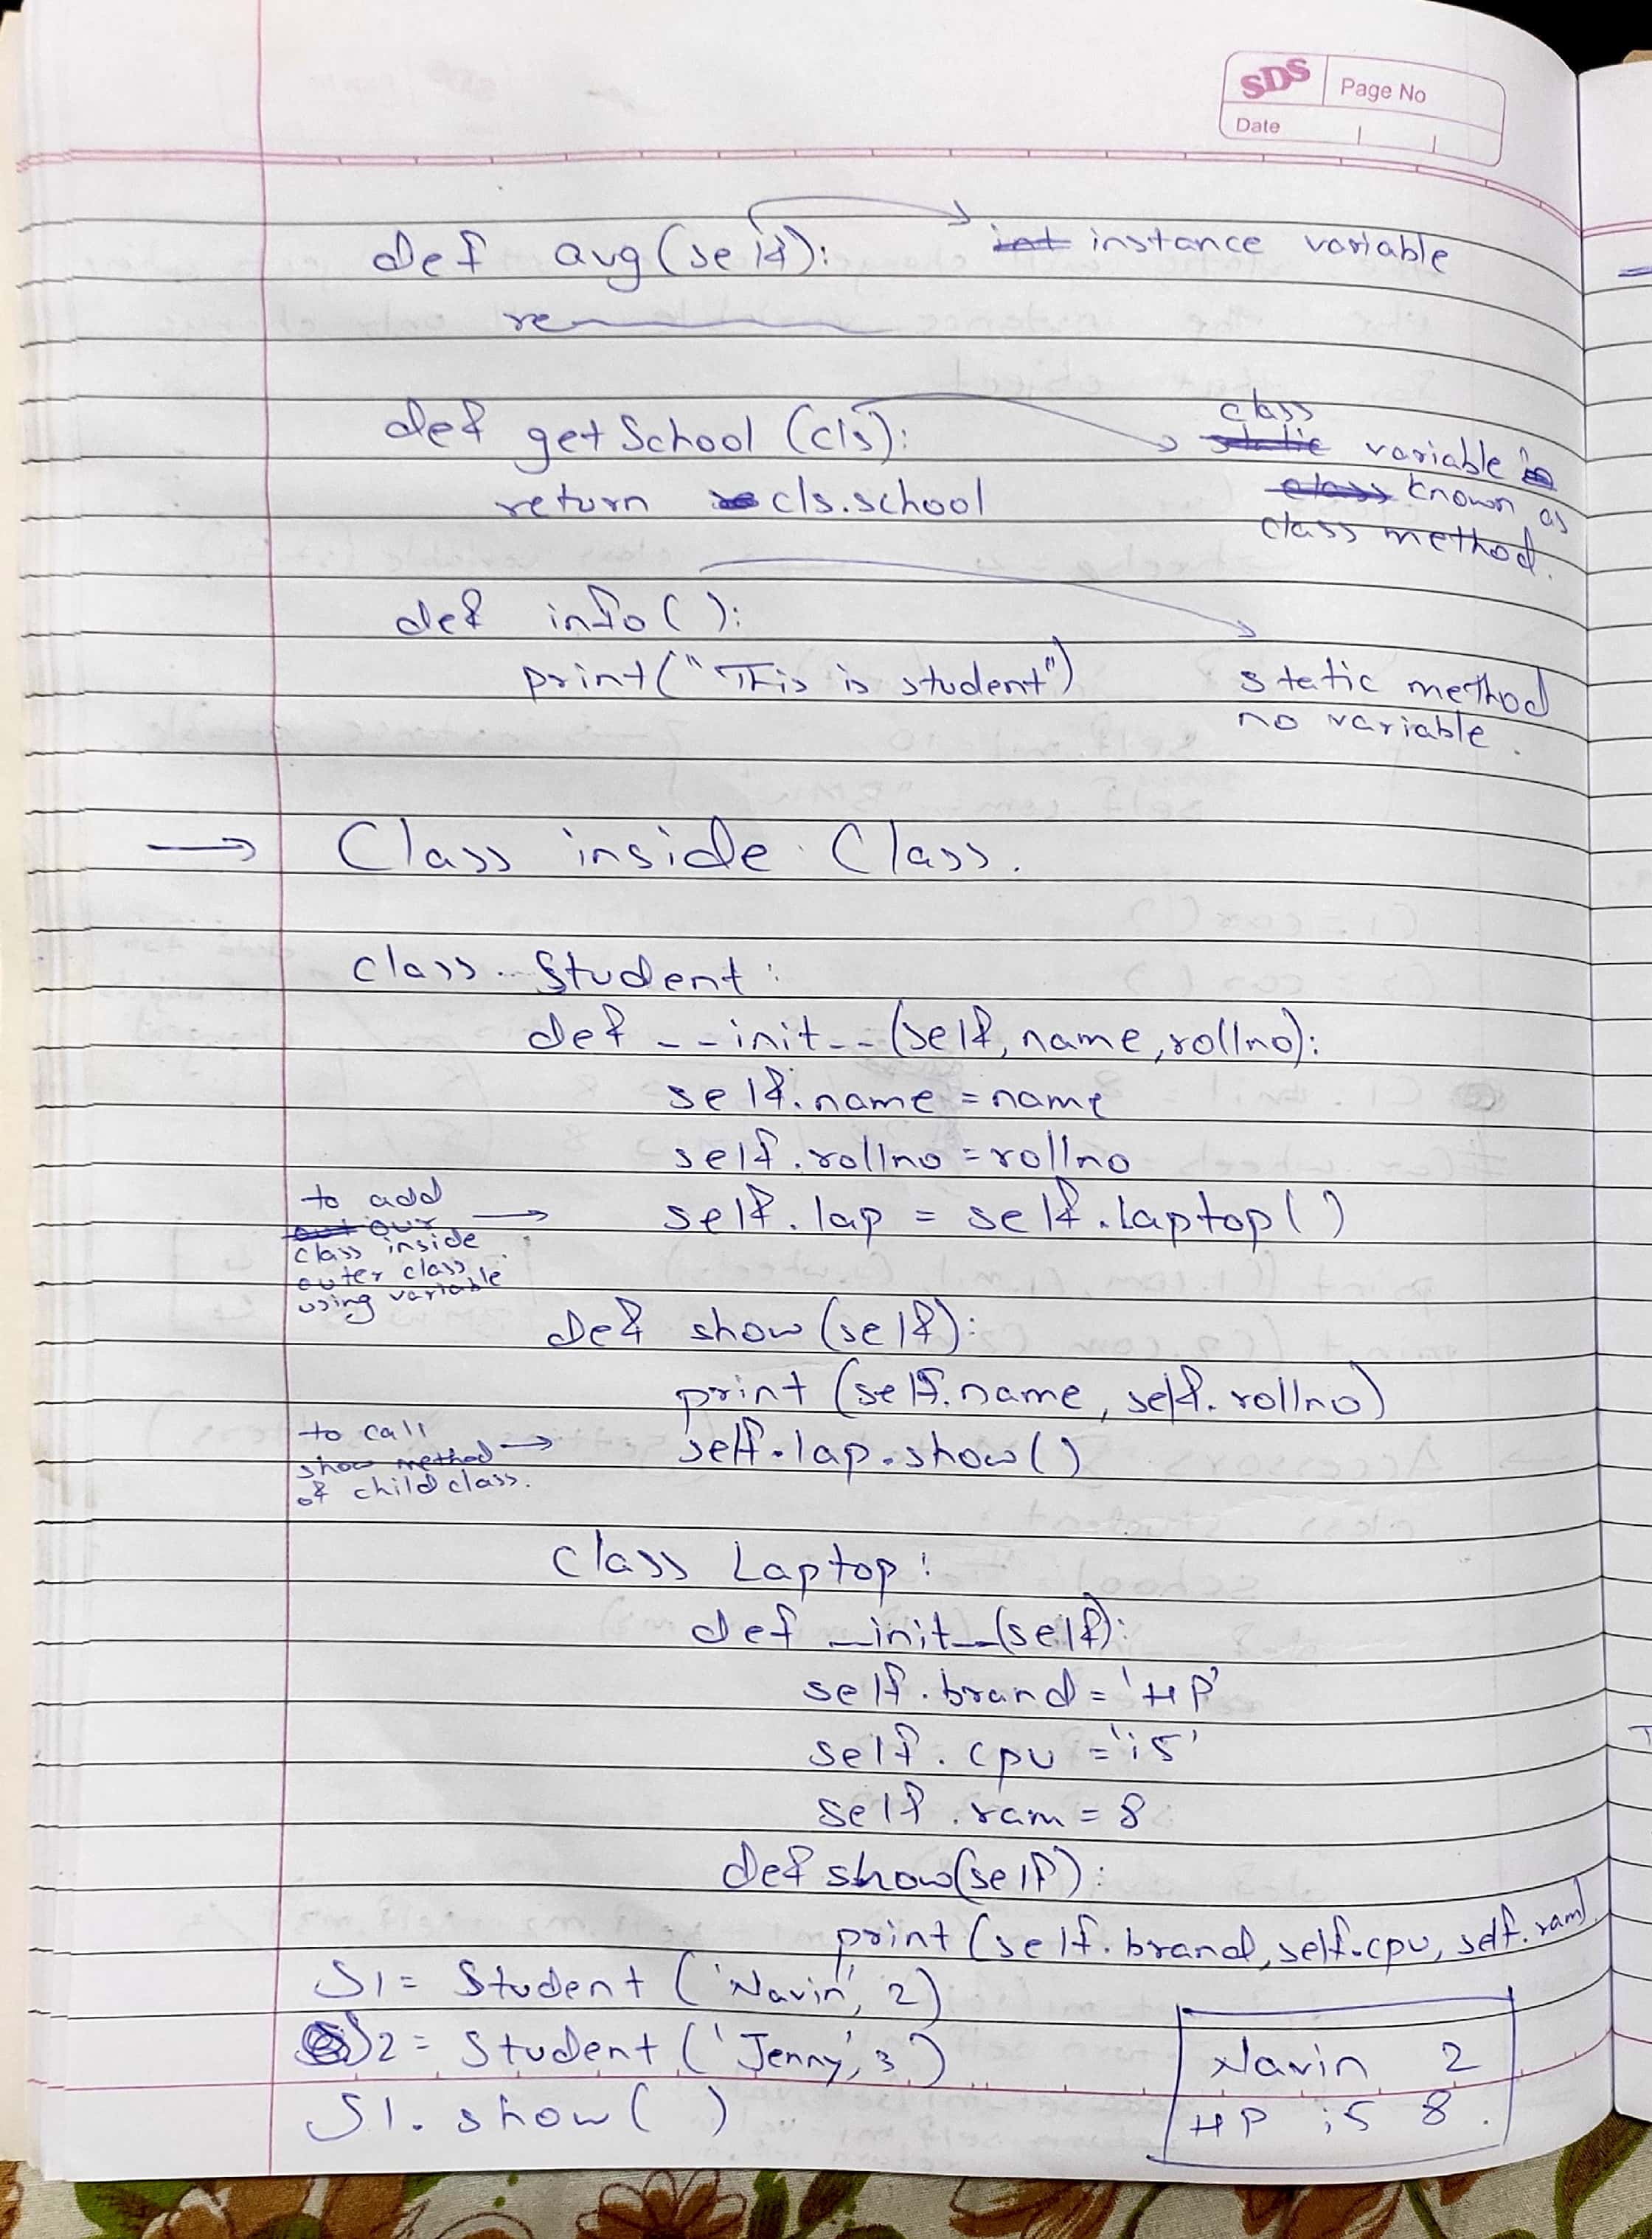 SDS Page No
Date
def avg(self): int instance variable
re
def getSchool (cls): class
static variable is
return cls.school class known as
class method.
def info():
print("This is student") static method
no variable.
→ Class inside Class.
class Student:
def __init__(self, name, rollno):
self.name = name
self.rollno = rollno
to add → self.lap = self.laptop()
out our
class inside
outer class
using variable
def show(self):
print (self.name, self.rollno)
to call → self.lap.show()
show method
of child class.
class Laptop:
def __init__(self):
self.brand = 'HP'
self.cpu = 'i5'
self.ram = 8
def show(self):
print (self.brand, self.cpu, self.ram)
S1 = Student ('Navin', 2)
S2 = Student ('Jenny', 3)
S1.show( )
Navin 2
HP i5 8.